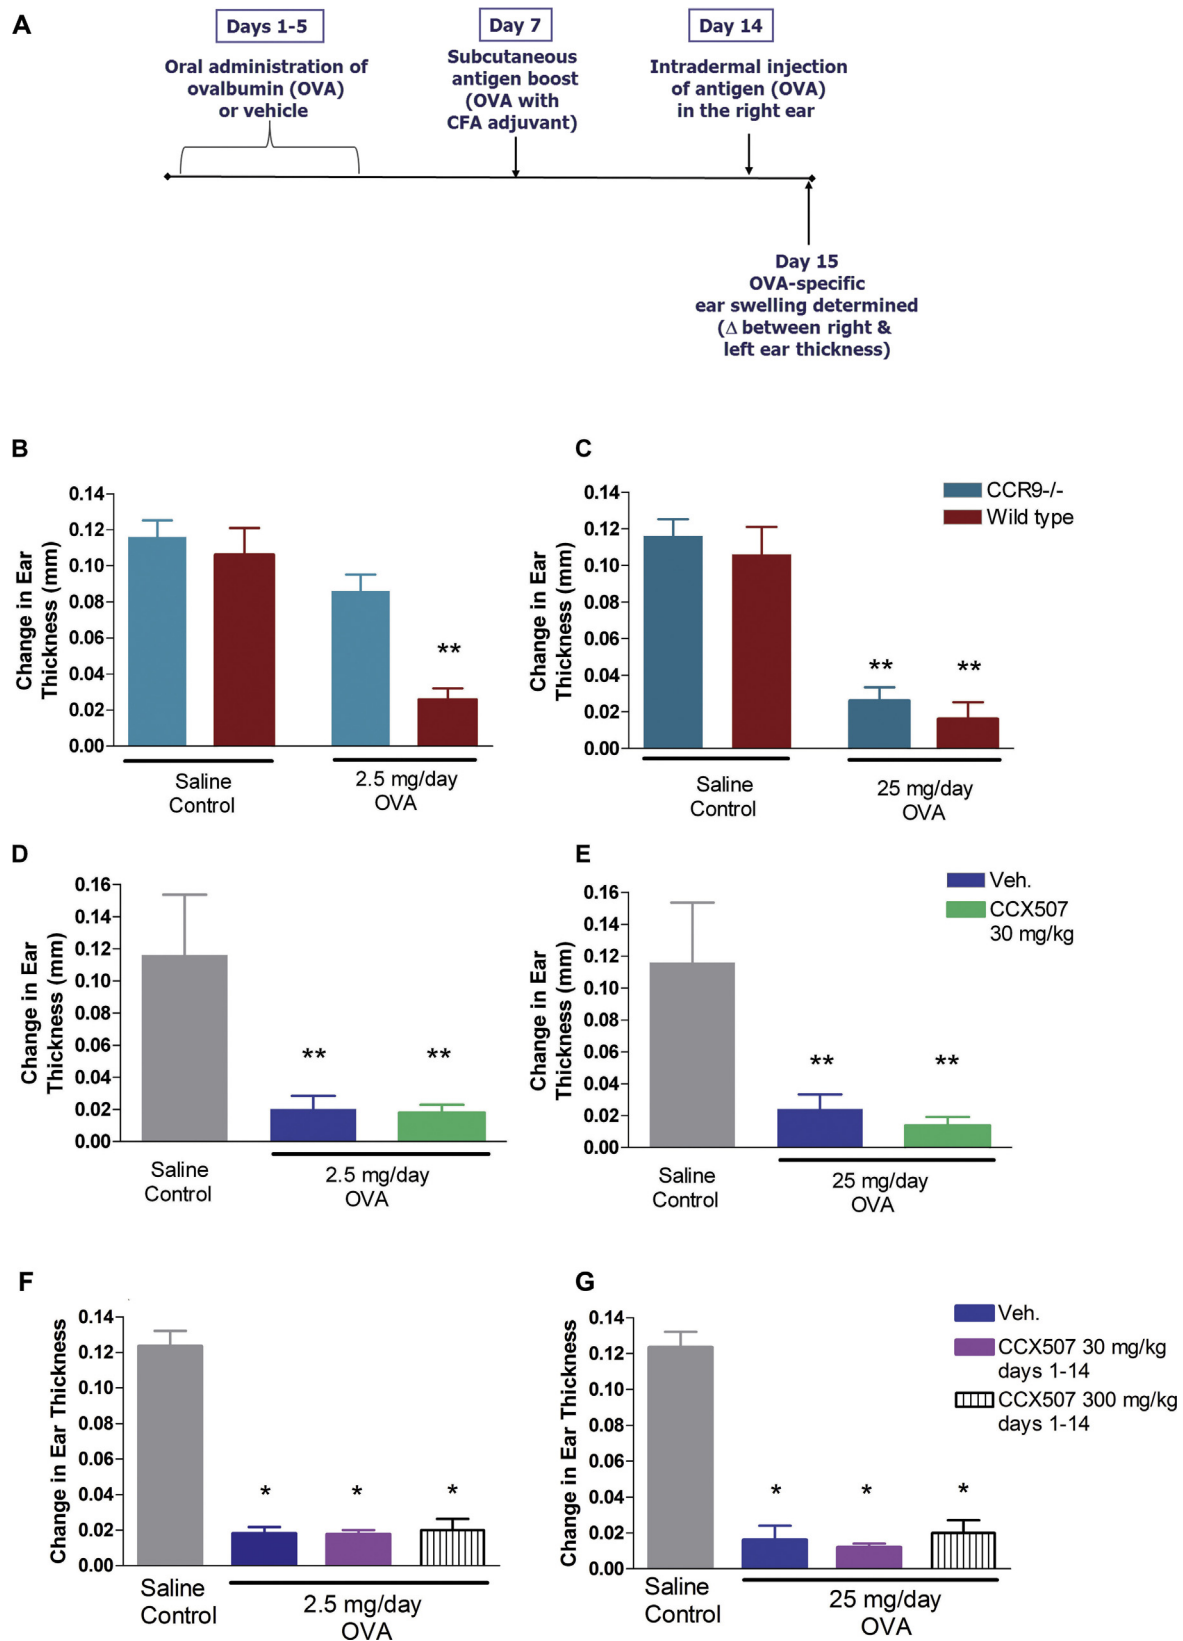 A
Days 1-5
Oral administration of
ovalbumin (OVA)
or vehicle
Day 7
Subcutaneous
antigen boost
(OVA with
CFA adjuvant)
Day 14
Intradermal injection
of antigen (OVA)
in the right ear
Day 15
OVA-specific
ear swelling determined
(Δ between right &
left ear thickness)
B
Change in Ear
Thickness (mm)
0.14
0.12
0.10
0.08
0.06
0.04
0.02
0.00
**
Saline
Control
2.5 mg/day
OVA
C
Change in Ear
Thickness (mm)
0.14
0.12
0.10
0.08
0.06
0.04
0.02
0.00
**
**
Saline
Control
25 mg/day
OVA
CCR9-/-
Wild type
D
Change in Ear
Thickness (mm)
0.16
0.14
0.12
0.10
0.08
0.06
0.04
0.02
0.00
**
**
Saline
Control
2.5 mg/day
OVA
E
Change in Ear
Thickness (mm)
0.16
0.14
0.12
0.10
0.08
0.06
0.04
0.02
0.00
**
**
Saline
Control
25 mg/day
OVA
Veh.
CCX507
30 mg/kg
F
Change in Ear Thickness
0.14
0.12
0.10
0.08
0.06
0.04
0.02
0.00
*
*
*
Saline
Control
2.5 mg/day
OVA
G
Change in Ear Thickness
0.14
0.12
0.10
0.08
0.06
0.04
0.02
0.00
*
*
*
Saline
Control
25 mg/day
OVA
Veh.
CCX507 30 mg/kg
days 1-14
CCX507 300 mg/kg
days 1-14